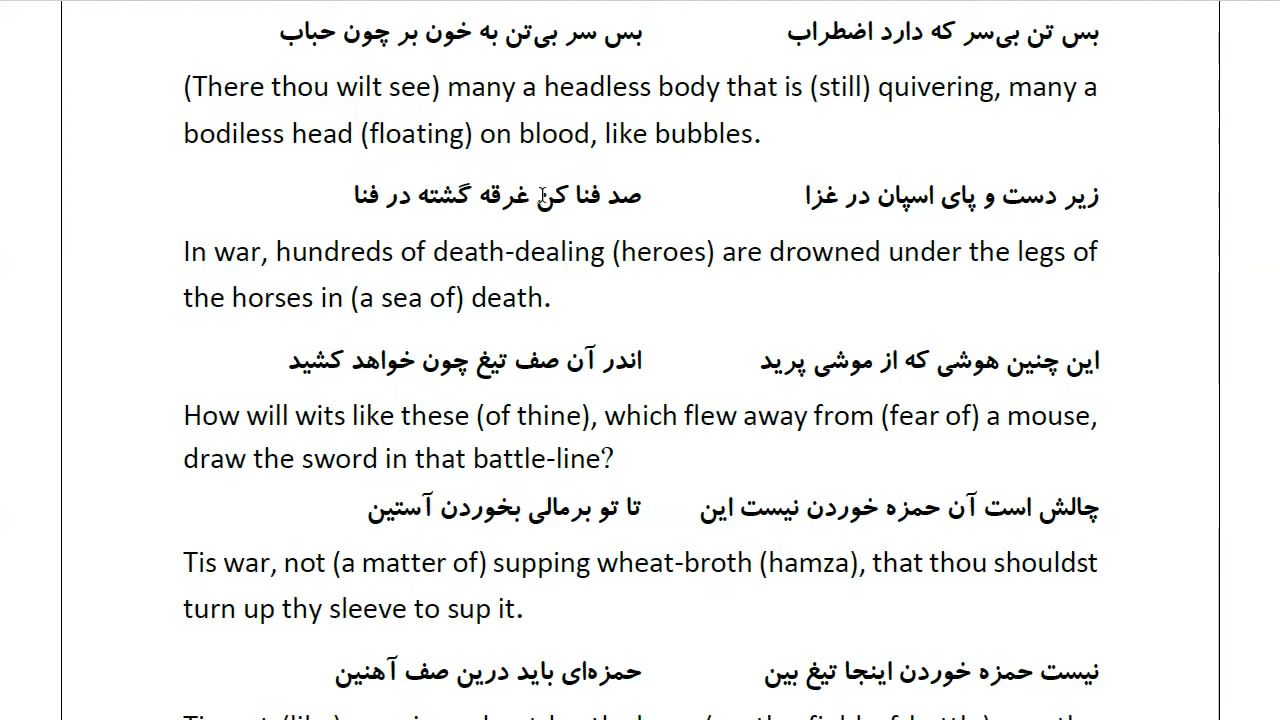 بس تن بی‌سر که دارد اضطراب بس سر بی‌تن به خون بر چون حباب
(There thou wilt see) many a headless body that is (still) quivering, many a
bodiless head (floating) on blood, like bubbles.
زیر دست و پای اسپان در غزا صد فنا کن غرقه گشته در فنا
In war, hundreds of death-dealing (heroes) are drowned under the legs of
the horses in (a sea of) death.
این چنین هوشی که از موشی پرید اندر آن صف تیغ چون خواهد کشید
How will wits like these (of thine), which flew away from (fear of) a mouse,
draw the sword in that battle-line?
چالش است آن حمزه خوردن نیست این تا تو برمالی بخوردن آستین
Tis war, not (a matter of) supping wheat-broth (hamza), that thou shouldst
turn up thy sleeve to sup it.
نیست حمزه خوردن اینجا تیغ بین حمزه‌ای باید درین صف آهنین